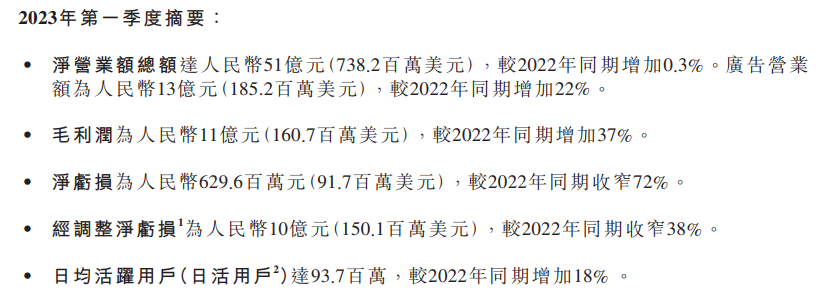 2023年第一季度摘要：
• 淨營業額總額達人民幣51億元(738.2百萬美元)，較2022年同期增加0.3%。廣告營業
額為人民幣13億元(185.2百萬美元)，較2022年同期增加22%。
• 毛利潤為人民幣11億元(160.7百萬美元)，較2022年同期增加37%。
• 淨虧損為人民幣629.6百萬元(91.7百萬美元)，較2022年同期收窄72%。
• 經調整淨虧損1為人民幣10億元(150.1百萬美元)，較2022年同期收窄38%。
• 日均活躍用戶(日活用戶2)達93.7百萬，較2022年同期增加18%。